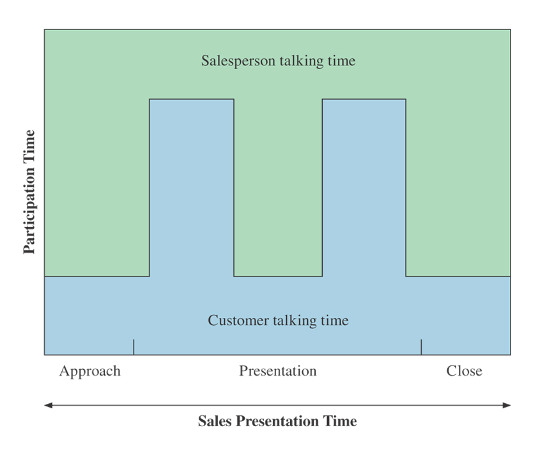 Salesperson talking time
Participation Time
Customer talking time
Approach
Presentation
Close
Sales Presentation Time